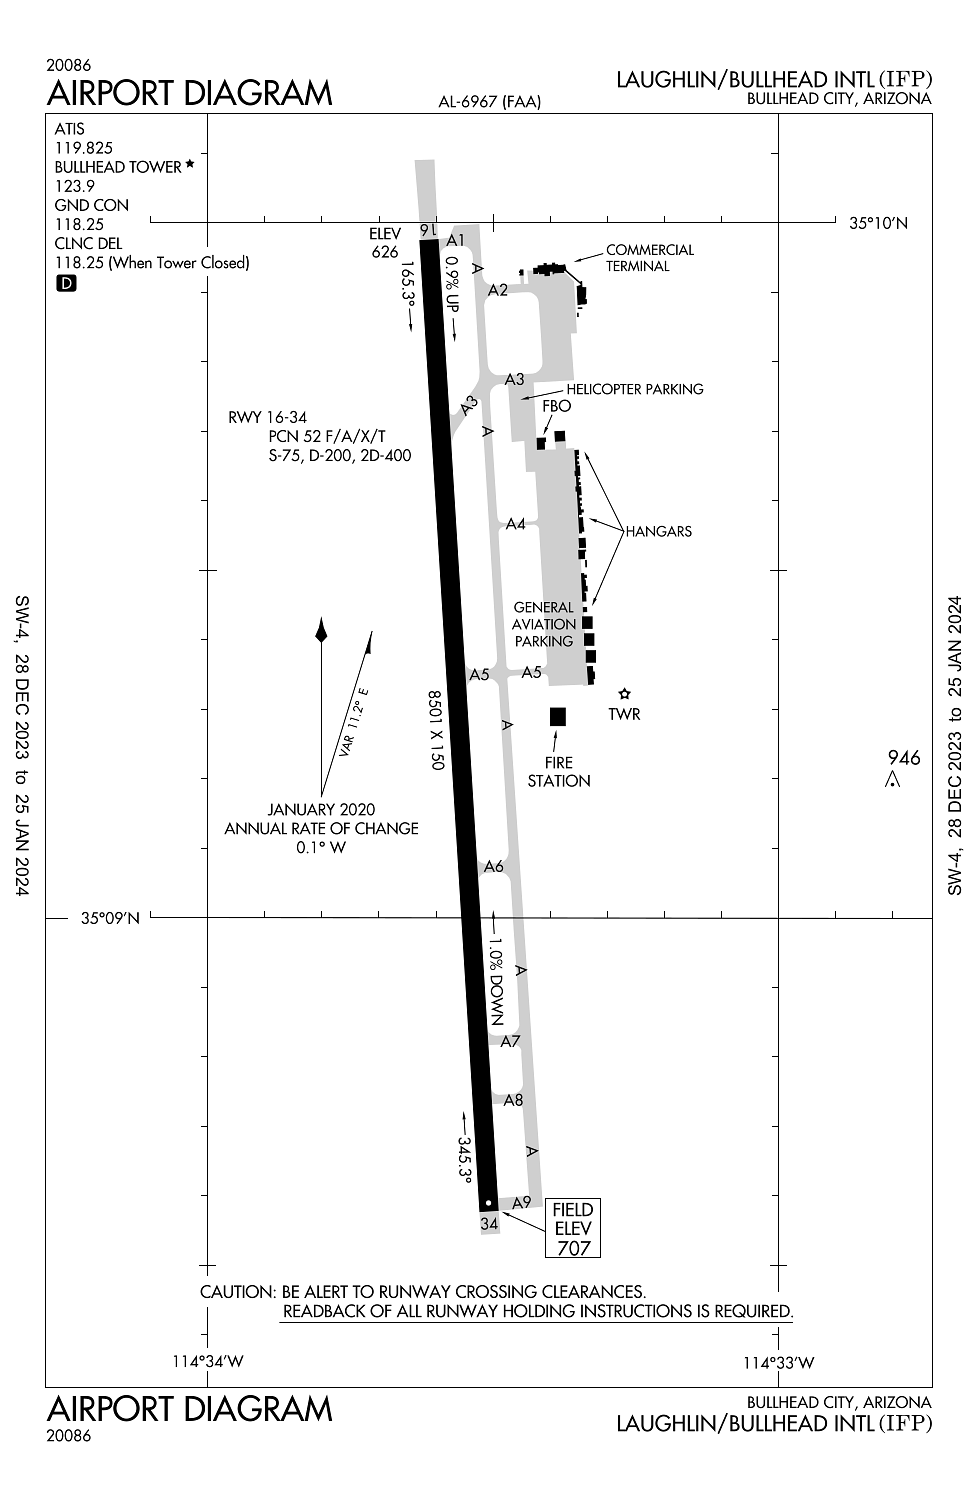 20086
AIRPORT DIAGRAM
AL-6967 (FAA)
LAUGHLIN/BULLHEAD INTL (IFP)
BULLHEAD CITY, ARIZONA
ATIS
119.825
BULLHEAD TOWER ★
123.9
GND CON
118.25
CLNC DEL
118.25 (When Tower Closed)
D
35°10'N
ELEV
626
16
A1
165.3°
0.9% UP
A
A2
COMMERCIAL
TERMINAL
A3
HELICOPTER PARKING
A3
FBO
A
RWY 16-34
PCN 52 F/A/X/T
S-75, D-200, 2D-400
A4
HANGARS
GENERAL
AVIATION
PARKING
VAR 11.2° E
A5
A5
8501 X 150
A
TWR
FIRE
STATION
946
JANUARY 2020
ANNUAL RATE OF CHANGE
0.1° W
A6
35°09'N
1.0% DOWN
A
A7
A8
345.3°
A
A9
34
FIELD
ELEV
707
CAUTION: BE ALERT TO RUNWAY CROSSING CLEARANCES.
READBACK OF ALL RUNWAY HOLDING INSTRUCTIONS IS REQUIRED.
114°34'W
114°33'W
SW-4, 28 DEC 2023 to 25 JAN 2024
SW-4, 28 DEC 2023 to 25 JAN 2024
AIRPORT DIAGRAM
20086
BULLHEAD CITY, ARIZONA
LAUGHLIN/BULLHEAD INTL (IFP)